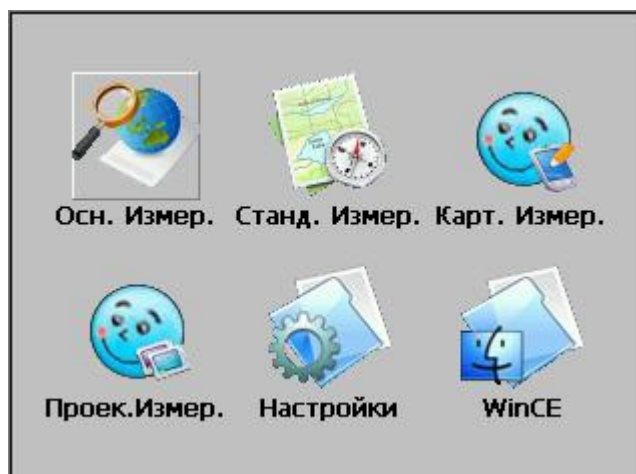 Осн. Измер. Станд. Измер. Карт. Измер.
Проек.Измер. Настройки WinCE